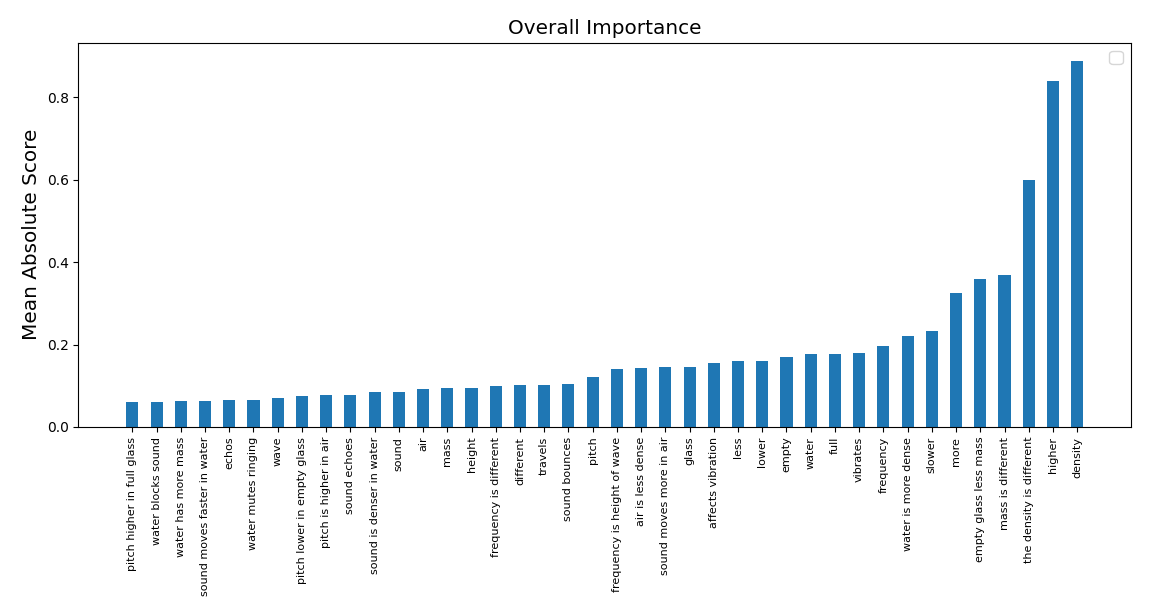 Overall Importance
Mean Absolute Score
0.8
0.6
0.4
0.2
0.0
pitch higher in full glass
water blocks sound
water has more mass
sound moves faster in water
echos
water mutes ringing
wave
pitch lower in empty glass
pitch is higher in air
sound echoes
sound is denser in water
sound
air
mass
height
frequency is different
different
travels
sound bounces
pitch
frequency is height of wave
air is less dense
sound moves more in air
glass
affects vibration
less
lower
empty
water
full
vibrates
frequency
water is more dense
slower
more
empty glass less mass
mass is different
the density is different
higher
density